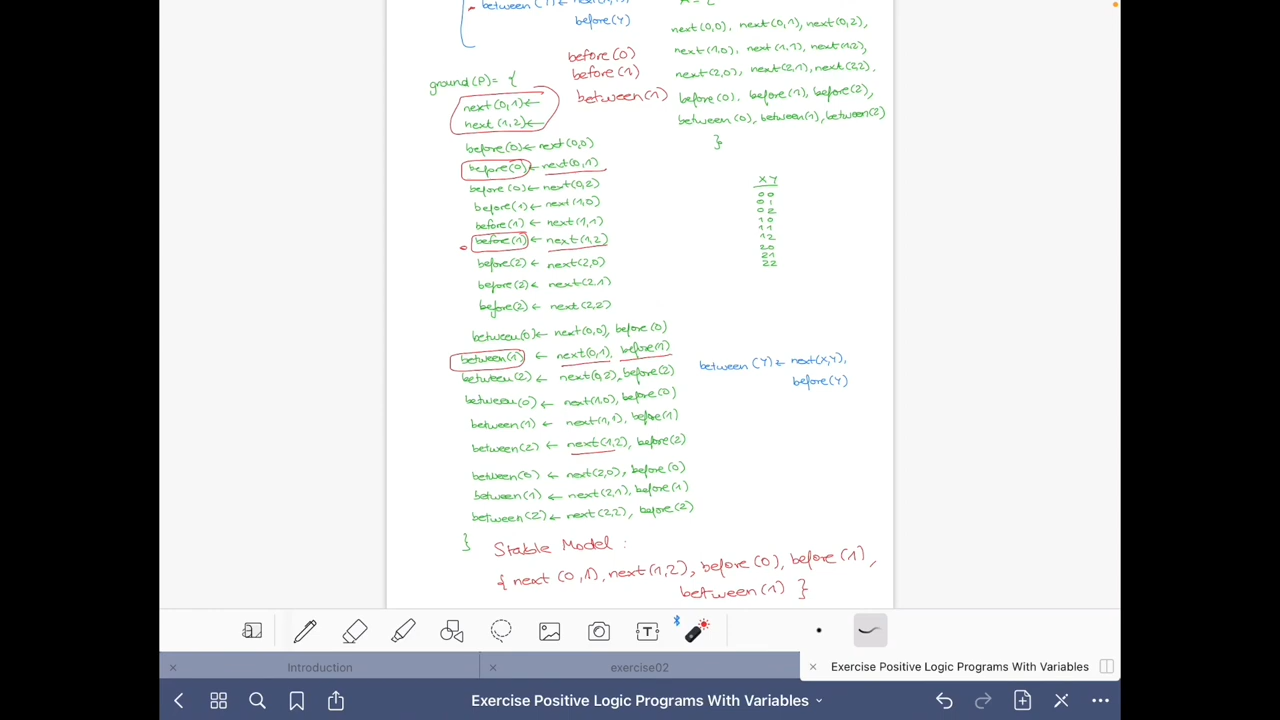 before(Y)
A = {
next(0,0), next(0,1), next(0,2),
next(1,0), next(1,1), next(1,2),
next(2,0), next(2,1), next(2,2),
before(0), before(1), before(2),
between(0), between(1), between(2)
}
before(0)
before(1)
between(1)
ground(P) = {
next(0,1)←
next(1,2)←
before(0)← next(0,0)
before(0)← next(0,1)
before(0)← next(0,2)
before(1)← next(1,0)
before(1)← next(1,1)
before(1)← next(1,2)
before(2)← next(2,0)
before(2)← next(2,1)
before(2)← next(2,2)
between(0)← next(0,0), before(0)
between(1) ← next(0,1), before(1)
between(2)← next(0,2), before(2)
between(0) ← next(1,0), before(0)
between(1) ← next(1,1), before(1)
between(2) ← next(1,2), before(2)
between(0) ← next(2,0), before(0)
between(1) ← next(2,1), before(1)
between(2) ← next(2,2), before(2)
}
X Y
0 0
0 1
0 2
1 0
1 1
1 2
2 0
2 1
2 2
between(Y) ← next(X,Y),
before(Y)
Stable Model :
{ next(0,1), next(1,2), before(0), before(1),
between(1) }
Introduction
exercise02
Exercise Positive Logic Programs With Variables
Exercise Positive Logic Programs With Variables